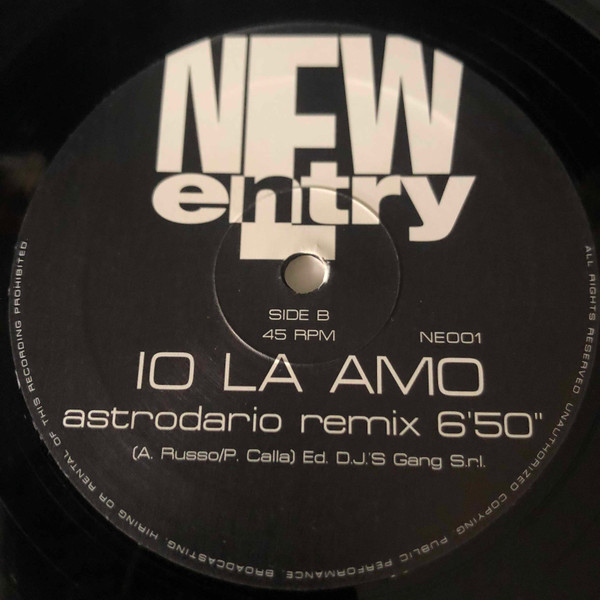 NEW
entry
SIDE B
45 RPM NE001
IO LA AMO
astrodario remix 6'50"
(A. Russo/P. Calla) Ed. D.J.'S Gang S.r.l.
ALL RIGHTS RESERVED. UNAUTHORIZED COPYING, PUBLIC PERFORMANCE, BROADCASTING, HIRING OR RENTAL OF THIS RECORDING PROHIBITED